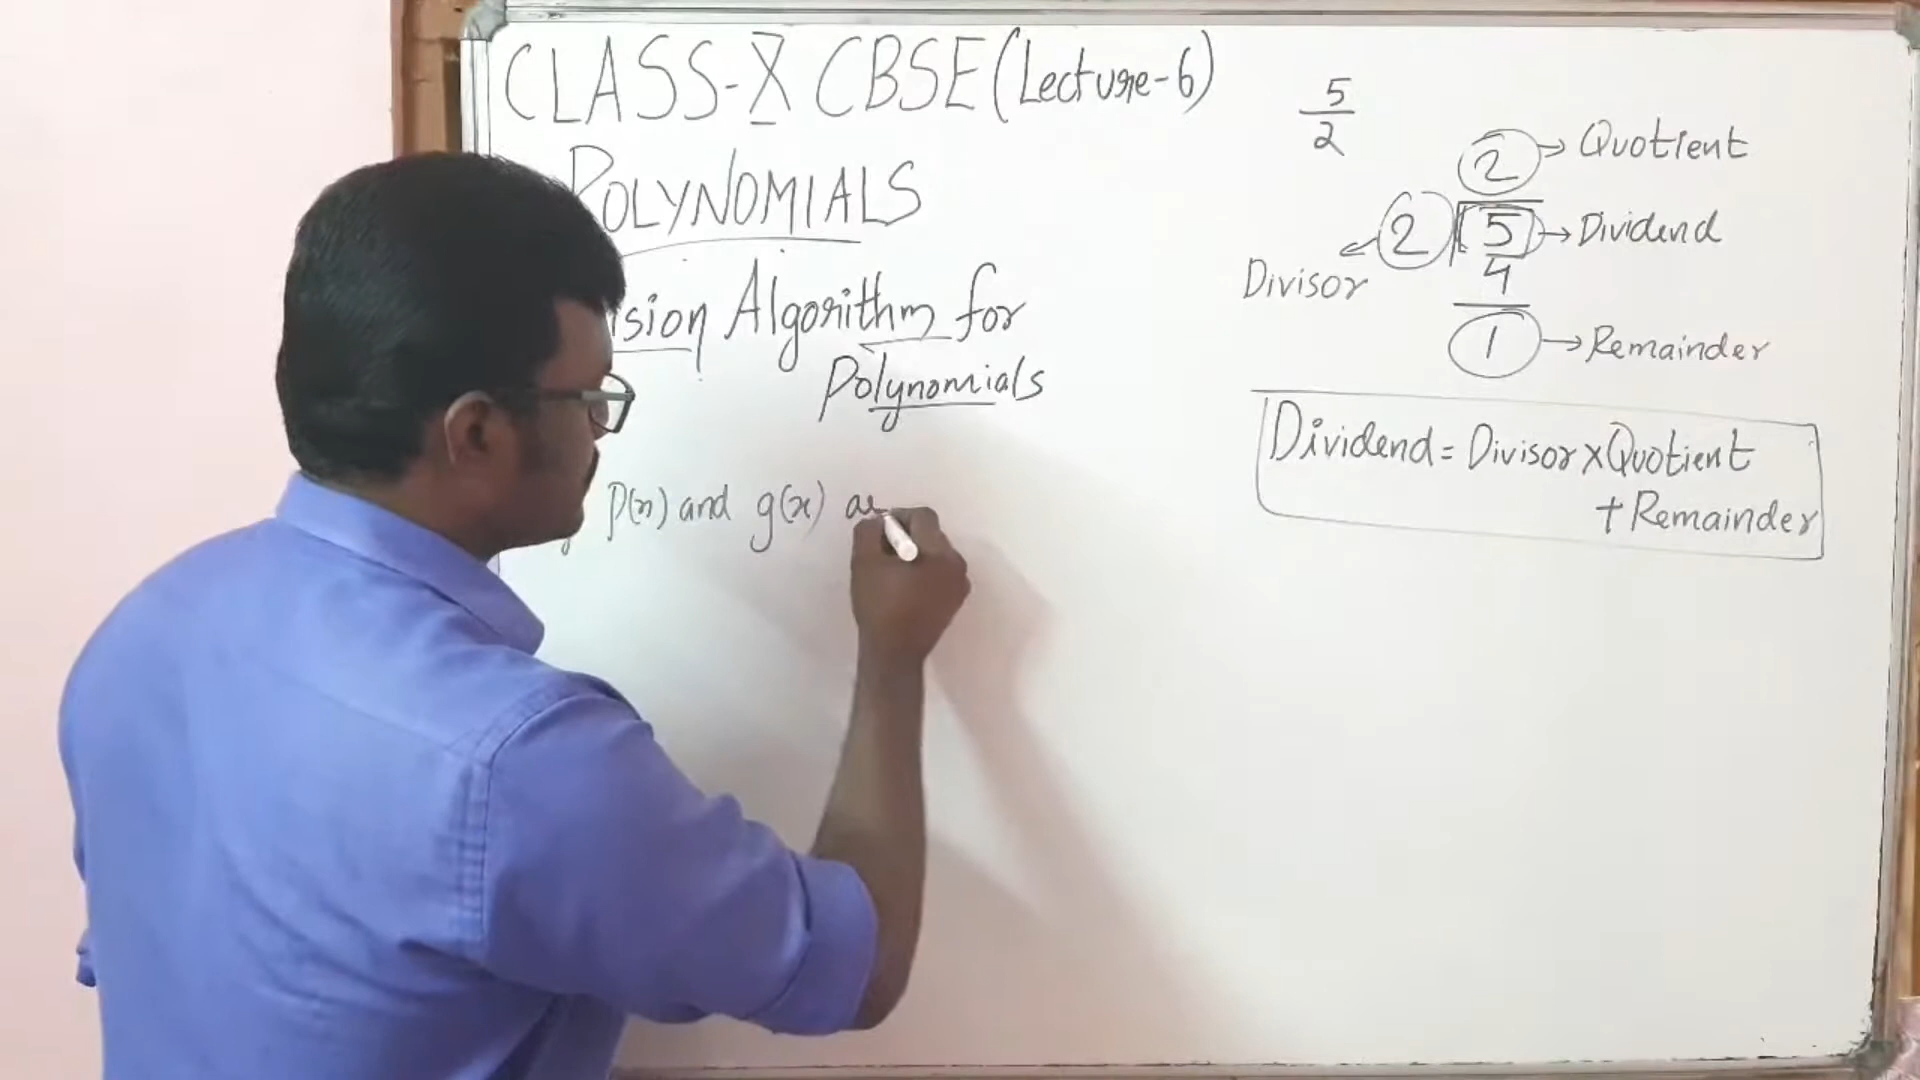 CLASS-X CBSE (Lecture-6)
POLYNOMIALS
Algorithm for
Polynomials
P(x) and g(x)
5
2
2 → Quotient
2 5 → Dividend
Divisor
4
1 → Remainder
Dividend = Divisor × Quotient
+ Remainder